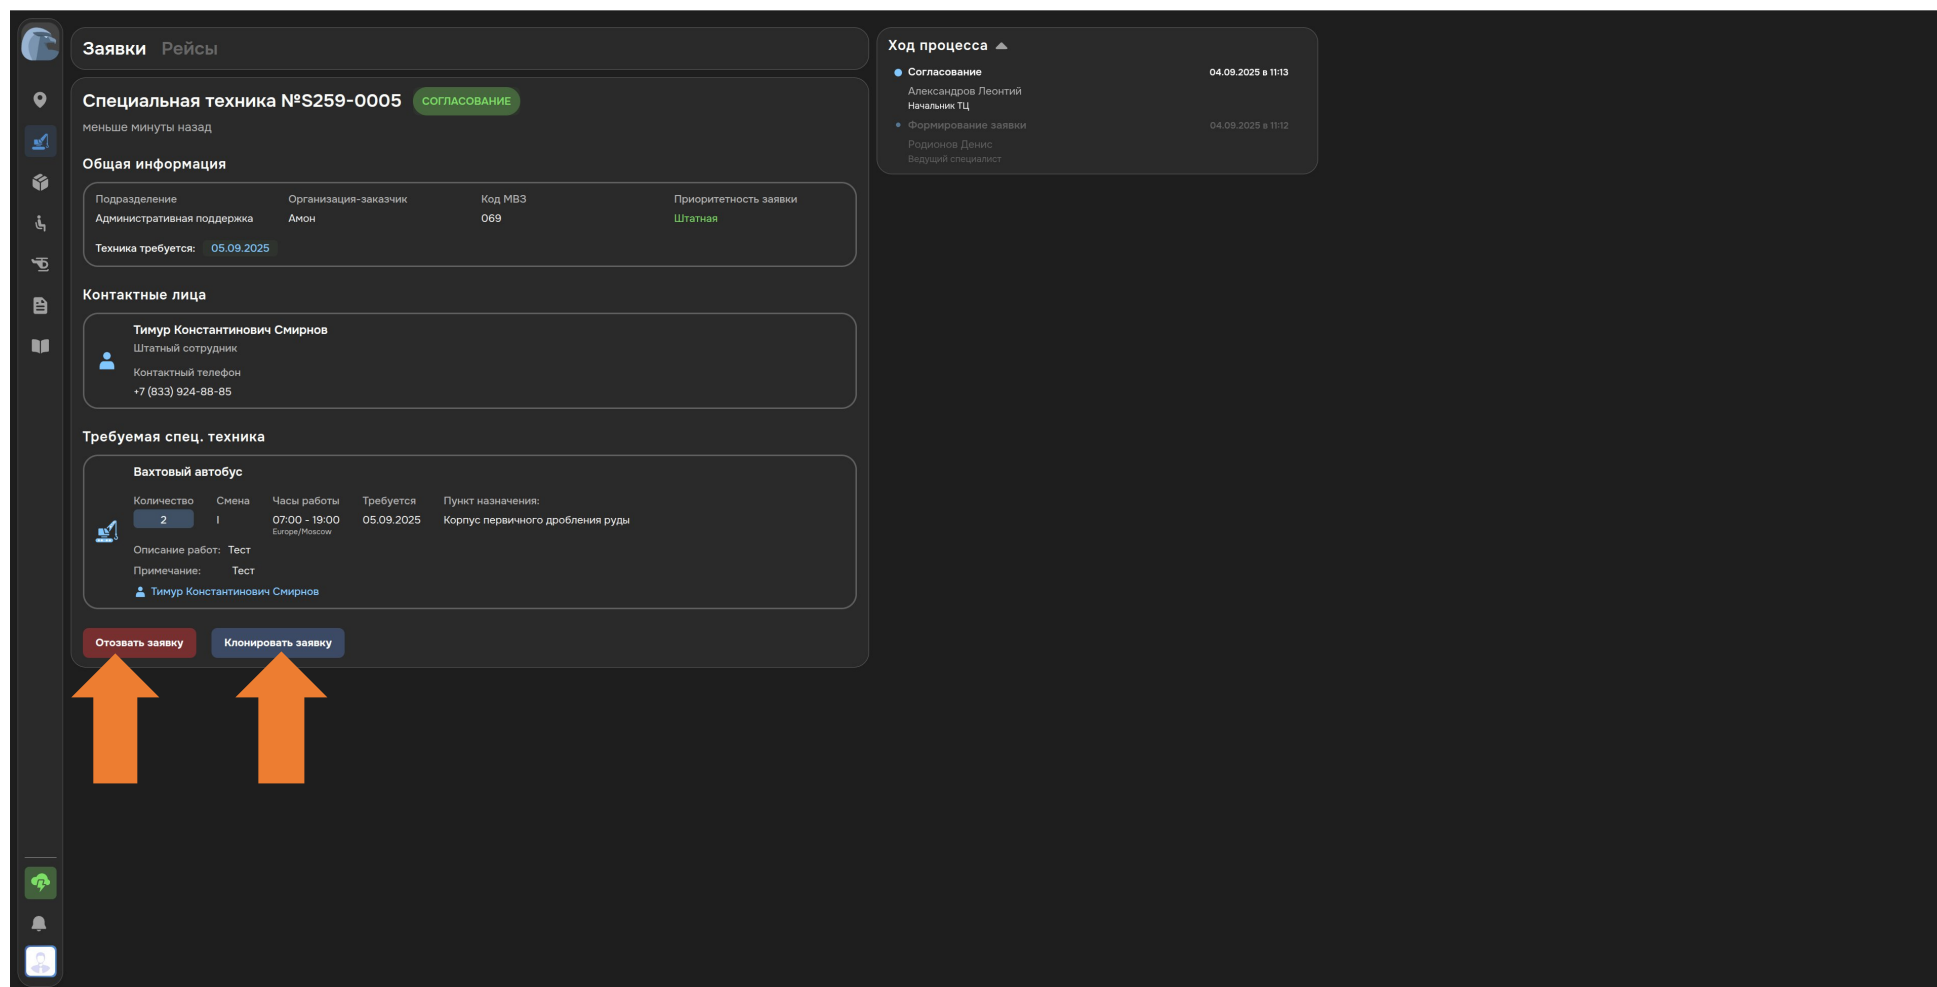 Заявки Рейсы
Специальная техника №S259-0005 СОГЛАСОВАНИЕ
меньше минуты назад
Общая информация
Подразделение Организация-заказчик Код МВЗ Приоритетность заявки
Административная поддержка Амон 069 Штатная
Техника требуется: 05.09.2025
Контактные лица
Тимур Константинович Смирнов
Штатный сотрудник
Контактный телефон
+7 (833) 924-88-85
Требуемая спец. техника
Вахтовый автобус
Количество Смена Часы работы Требуется Пункт назначения:
2 I 07:00 - 19:00 05.09.2025 Корпус первичного дробления руды
Europe/Moscow
Описание работ: Тест
Примечание: Тест
Тимур Константинович Смирнов
Отозвать заявку Клонировать заявку
Ход процесса
Согласование 04.09.2025 в 11:13
Александров Леонтий
Начальник ТЦ
Формирование заявки 04.09.2025 в 11:12
Родионов Денис
Ведущий специалист